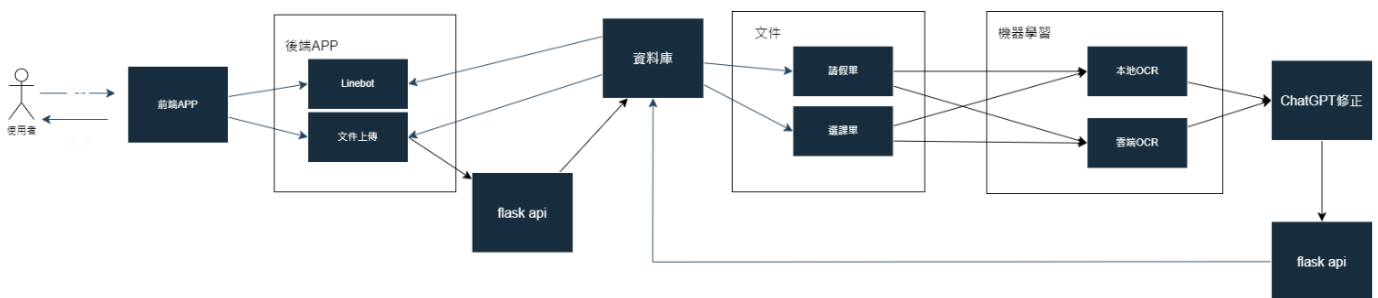 使用者
前端APP
後端APP
Linebot
文件上傳
flask api
資料庫
文件
請假單
選課單
機器學習
本地OCR
雲端OCR
ChatGPT修正
flask api